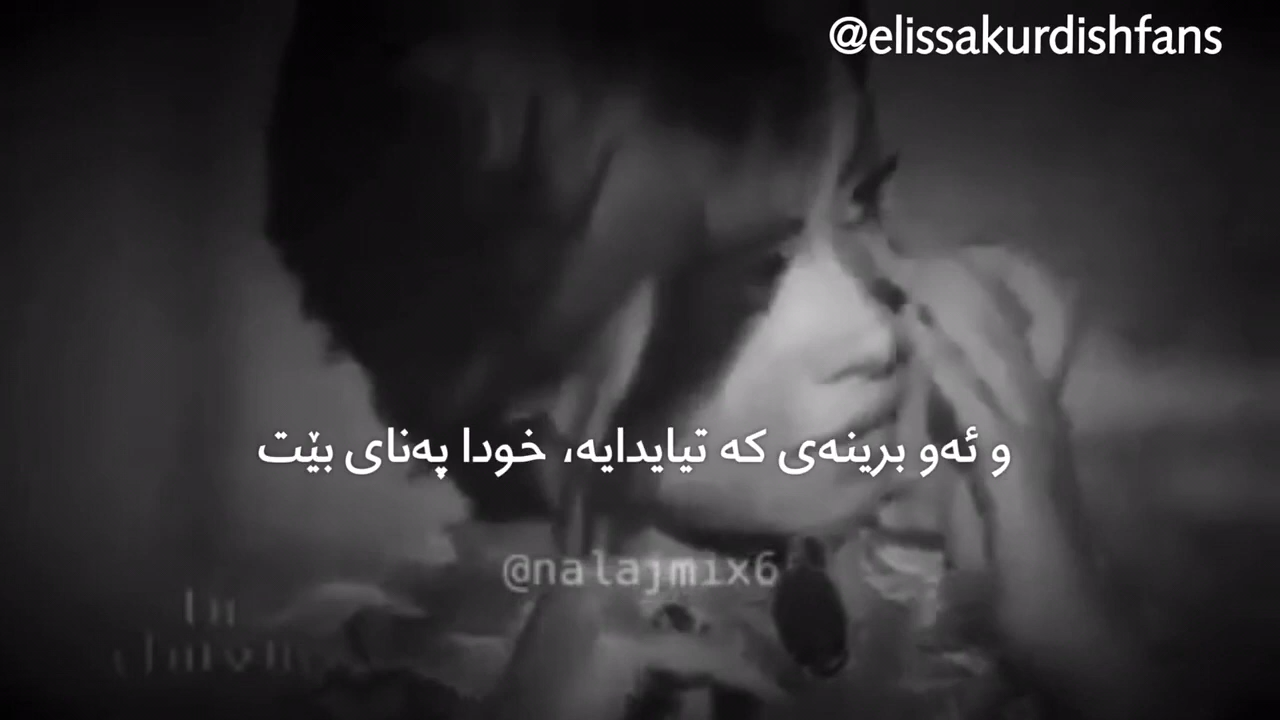 @elissakurdishfans
و ئەو برینەی کە تیایدایە، خودا پەنای بێت
@nalajmix6